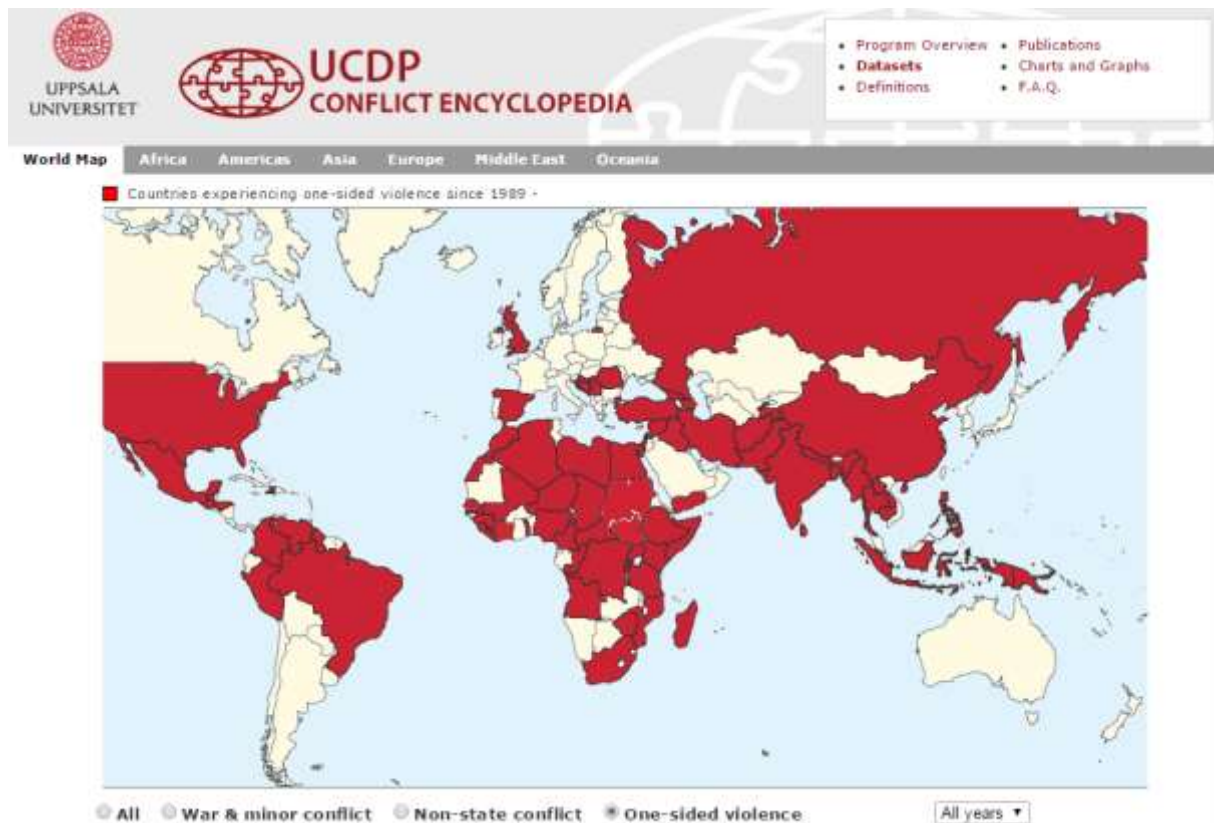 UPPSALA
UNIVERSITET
UCDP
CONFLICT ENCYCLOPEDIA
• Program Overview • Publications
• Datasets • Charts and Graphs
• Definitions • F.A.Q.
World Map Africa Americas Asia Europe Middle East Oceania
Countries experiencing one-sided violence since 1989 -
All War & minor conflict Non-state conflict One-sided violence All years ▼